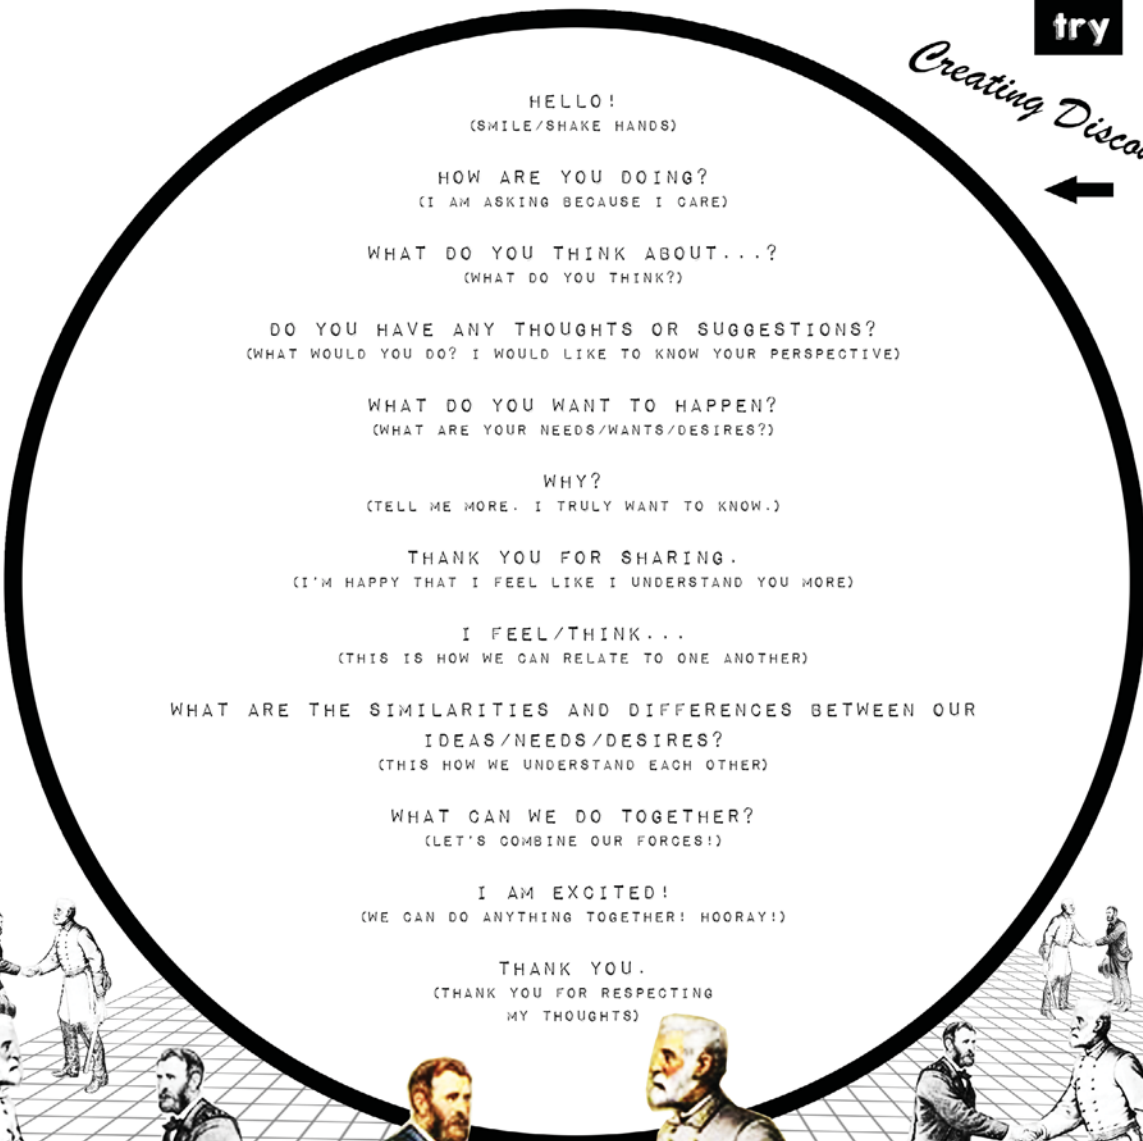 try
Creating
HELLO!
(SMILE/SHAKE HANDS)
HOW ARE YOU DOING?
(I AM ASKING BECAUSE I CARE)
WHAT DO YOU THINK ABOUT...?
(WHAT DO YOU THINK?)
DO YOU HAVE ANY THOUGHTS OR SUGGESTIONS?
(WHAT WOULD YOU DO? I WOULD LIKE TO KNOW YOUR PERSPECTIVE)
WHAT DO YOU WANT TO HAPPEN?
(WHAT ARE YOUR NEEDS/WANTS/DESIRES?)
WHY?
(TELL ME MORE. I TRULY WANT TO KNOW.)
THANK YOU FOR SHARING.
(I'M HAPPY THAT I FEEL LIKE I UNDERSTAND YOU MORE)
I FEEL/THINK...
(THIS IS HOW WE CAN RELATE TO ONE ANOTHER)
WHAT ARE THE SIMILARITIES AND DIFFERENCES BETWEEN OUR
IDEAS/NEEDS/DESIRES?
(THIS HOW WE UNDERSTAND EACH OTHER)
WHAT CAN WE DO TOGETHER?
(LET'S COMBINE OUR FORCES!)
I AM EXCITED!
(WE CAN DO ANYTHING TOGETHER! HOORAY!)
THANK YOU.
(THANK YOU FOR RESPECTING
MY THOUGHTS)